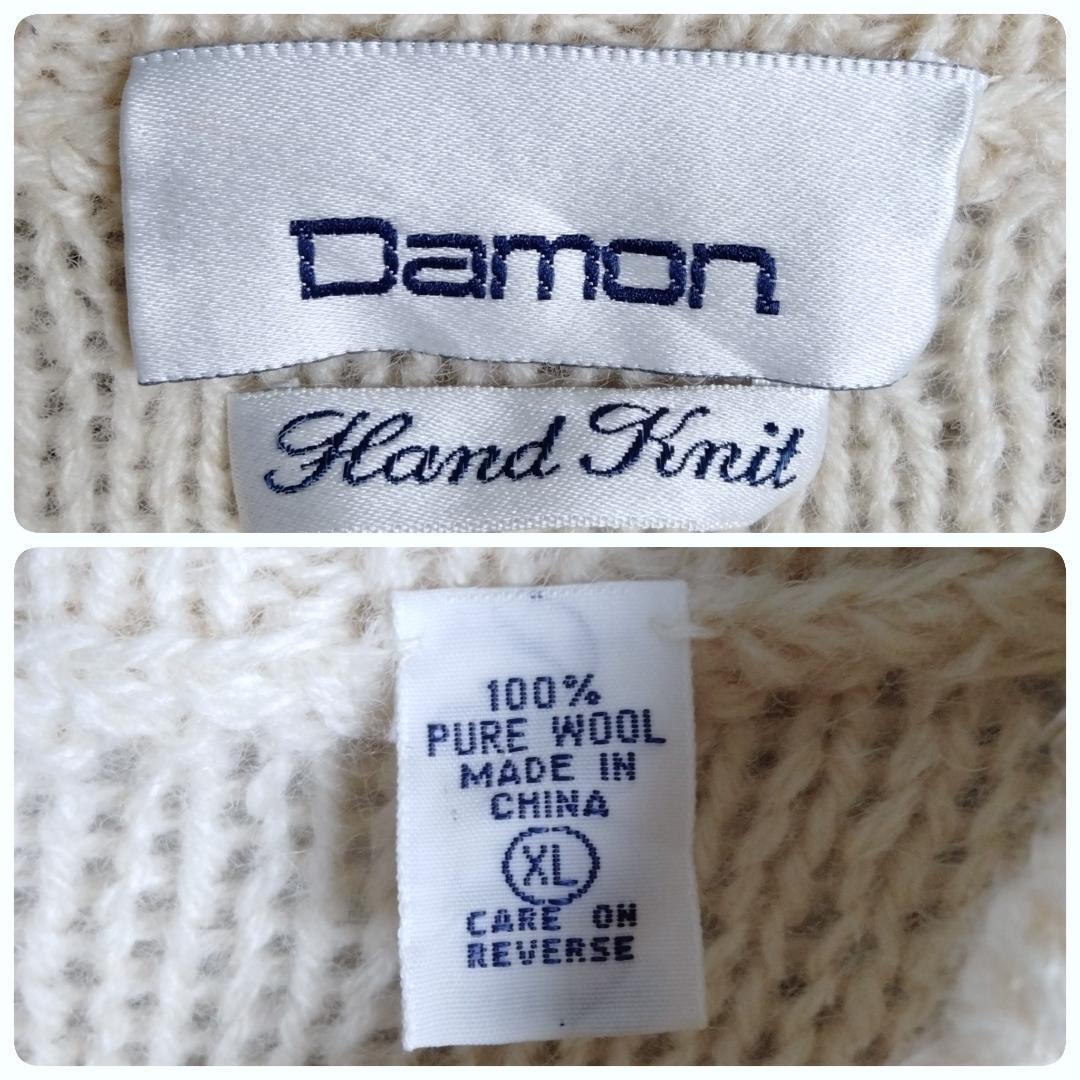 Damon
Hand Knit
100%
PURE WOOL
MADE IN
CHINA
XL
CARE ON
REVERSE